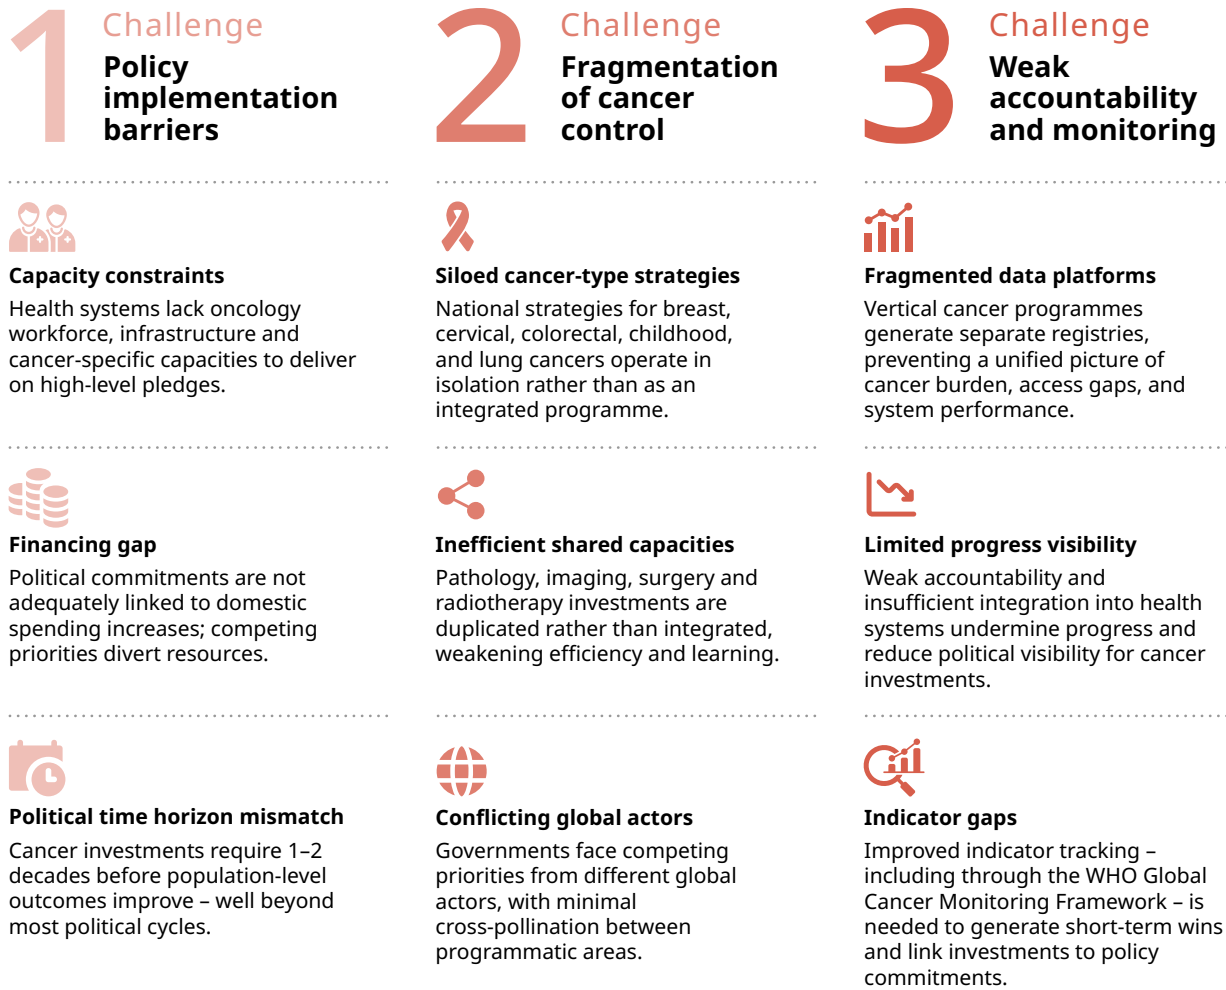 1
Challenge
Policy
implementation
barriers
Capacity constraints
Health systems lack oncology
workforce, infrastructure and
cancer-specific capacities to deliver
on high-level pledges.
Financing gap
Political commitments are not
adequately linked to domestic
spending increases; competing
priorities divert resources.
Political time horizon mismatch
Cancer investments require 1–2
decades before population-level
outcomes improve – well beyond
most political cycles.
2
Challenge
Fragmentation
of cancer
control
Siloed cancer-type strategies
National strategies for breast,
cervical, colorectal, childhood,
and lung cancers operate in
isolation rather than as an
integrated programme.
Inefficient shared capacities
Pathology, imaging, surgery and
radiotherapy investments are
duplicated rather than integrated,
weakening efficiency and learning.
Conflicting global actors
Governments face competing
priorities from different global
actors, with minimal
cross-pollination between
programmatic areas.
3
Challenge
Weak
accountability
and monitoring
Fragmented data platforms
Vertical cancer programmes
generate separate registries,
preventing a unified picture of
cancer burden, access gaps, and
system performance.
Limited progress visibility
Weak accountability and
insufficient integration into health
systems undermine progress and
reduce political visibility for cancer
investments.
Indicator gaps
Improved indicator tracking –
including through the WHO Global
Cancer Monitoring Framework – is
needed to generate short-term wins
and link investments to policy
commitments.